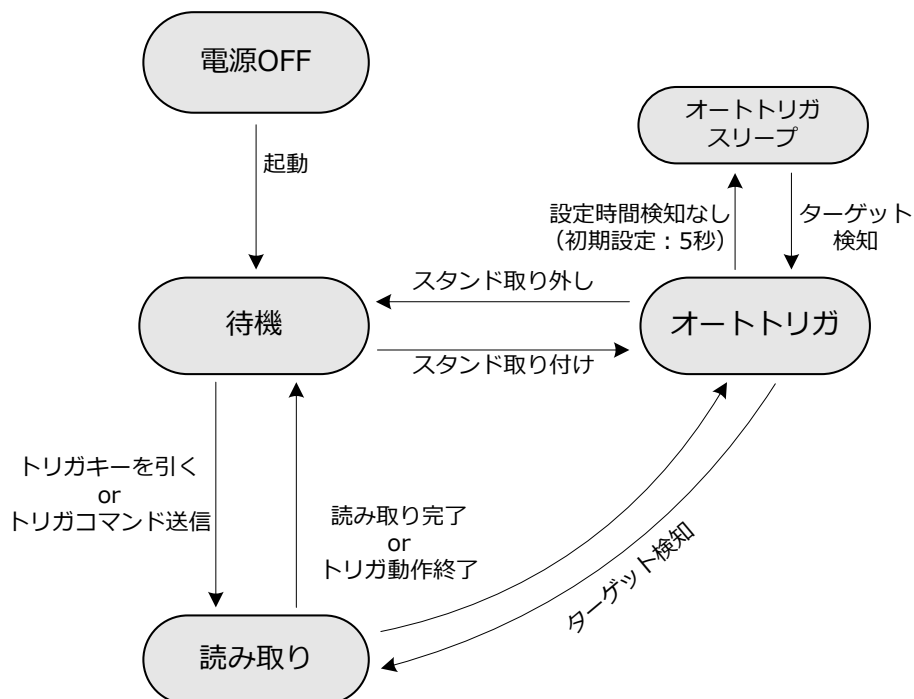 電源OFF
オートトリガ
スリープ
起動
設定時間検知なし
（初期設定：5秒）
ターゲット
検知
スタンド取り外し
待機
オートトリガ
スタンド取り付け
トリガキーを引く
or
トリガコマンド送信
読み取り完了
or
トリガ動作終了
ターゲット検知
読み取り